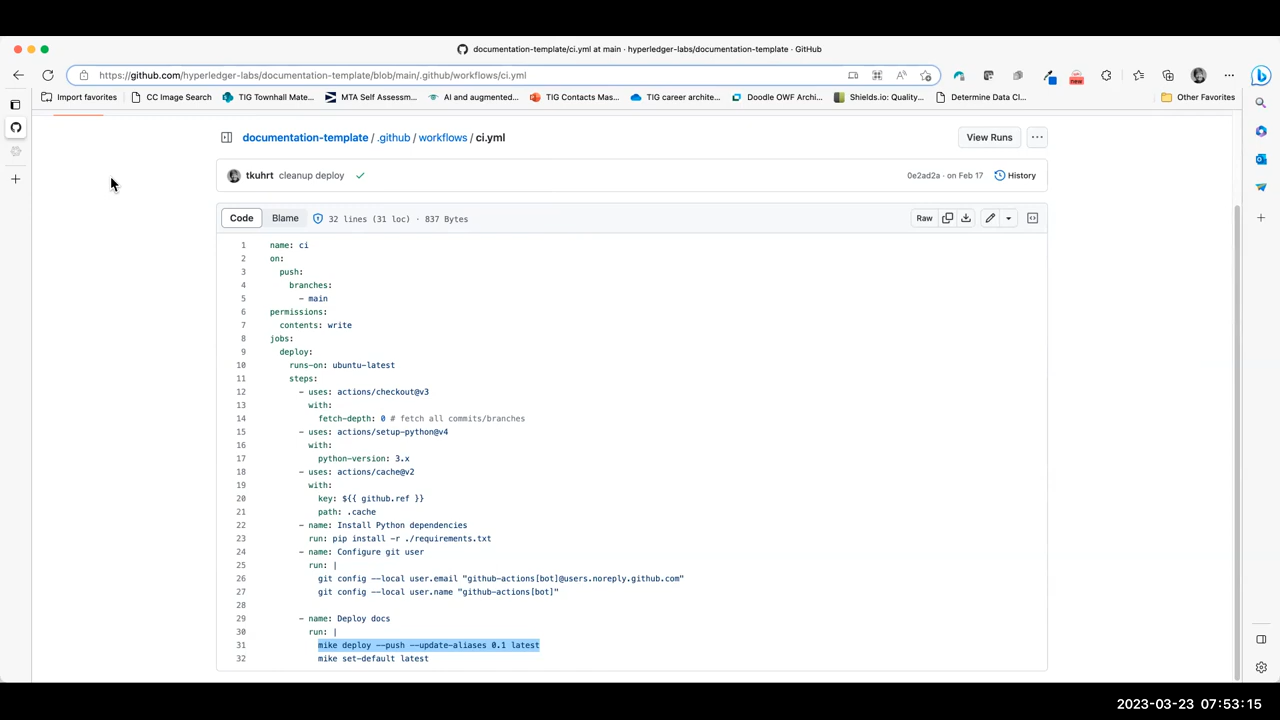 documentation-template/ci.yml at main · hyperledger-labs/documentation-template · GitHub
https://github.com/hyperledger-labs/documentation-template/blob/main/.github/workflows/ci.yml
new
Import favorites CC Image Search TIG Townhall Mate... MTA Self Assessm... AI and augmented... TIG Contacts Mas... TIG career archite... Doodle OWF Archi... Shields.io: Quality... Determine Data Cl... Other Favorites
documentation-template / .github / workflows / ci.yml View Runs
tkuhrt cleanup deploy 0e2ad2a · on Feb 17 History
Code Blame 32 lines (31 loc) · 837 Bytes Raw
1 name: ci
2 on:
3 push:
4 branches:
5 - main
6 permissions:
7 contents: write
8 jobs:
9 deploy:
10 runs-on: ubuntu-latest
11 steps:
12 - uses: actions/checkout@v3
13 with:
14 fetch-depth: 0 # fetch all commits/branches
15 - uses: actions/setup-python@v4
16 with:
17 python-version: 3.x
18 - uses: actions/cache@v2
19 with:
20 key: ${{ github.ref }}
21 path: .cache
22 - name: Install Python dependencies
23 run: pip install -r ./requirements.txt
24 - name: Configure git user
25 run: |
26 git config --local user.email "github-actions[bot]@users.noreply.github.com"
27 git config --local user.name "github-actions[bot]"
28
29 - name: Deploy docs
30 run: |
31 mike deploy --push --update-aliases 0.1 latest
32 mike set-default latest
2023-03-23 07:53:15